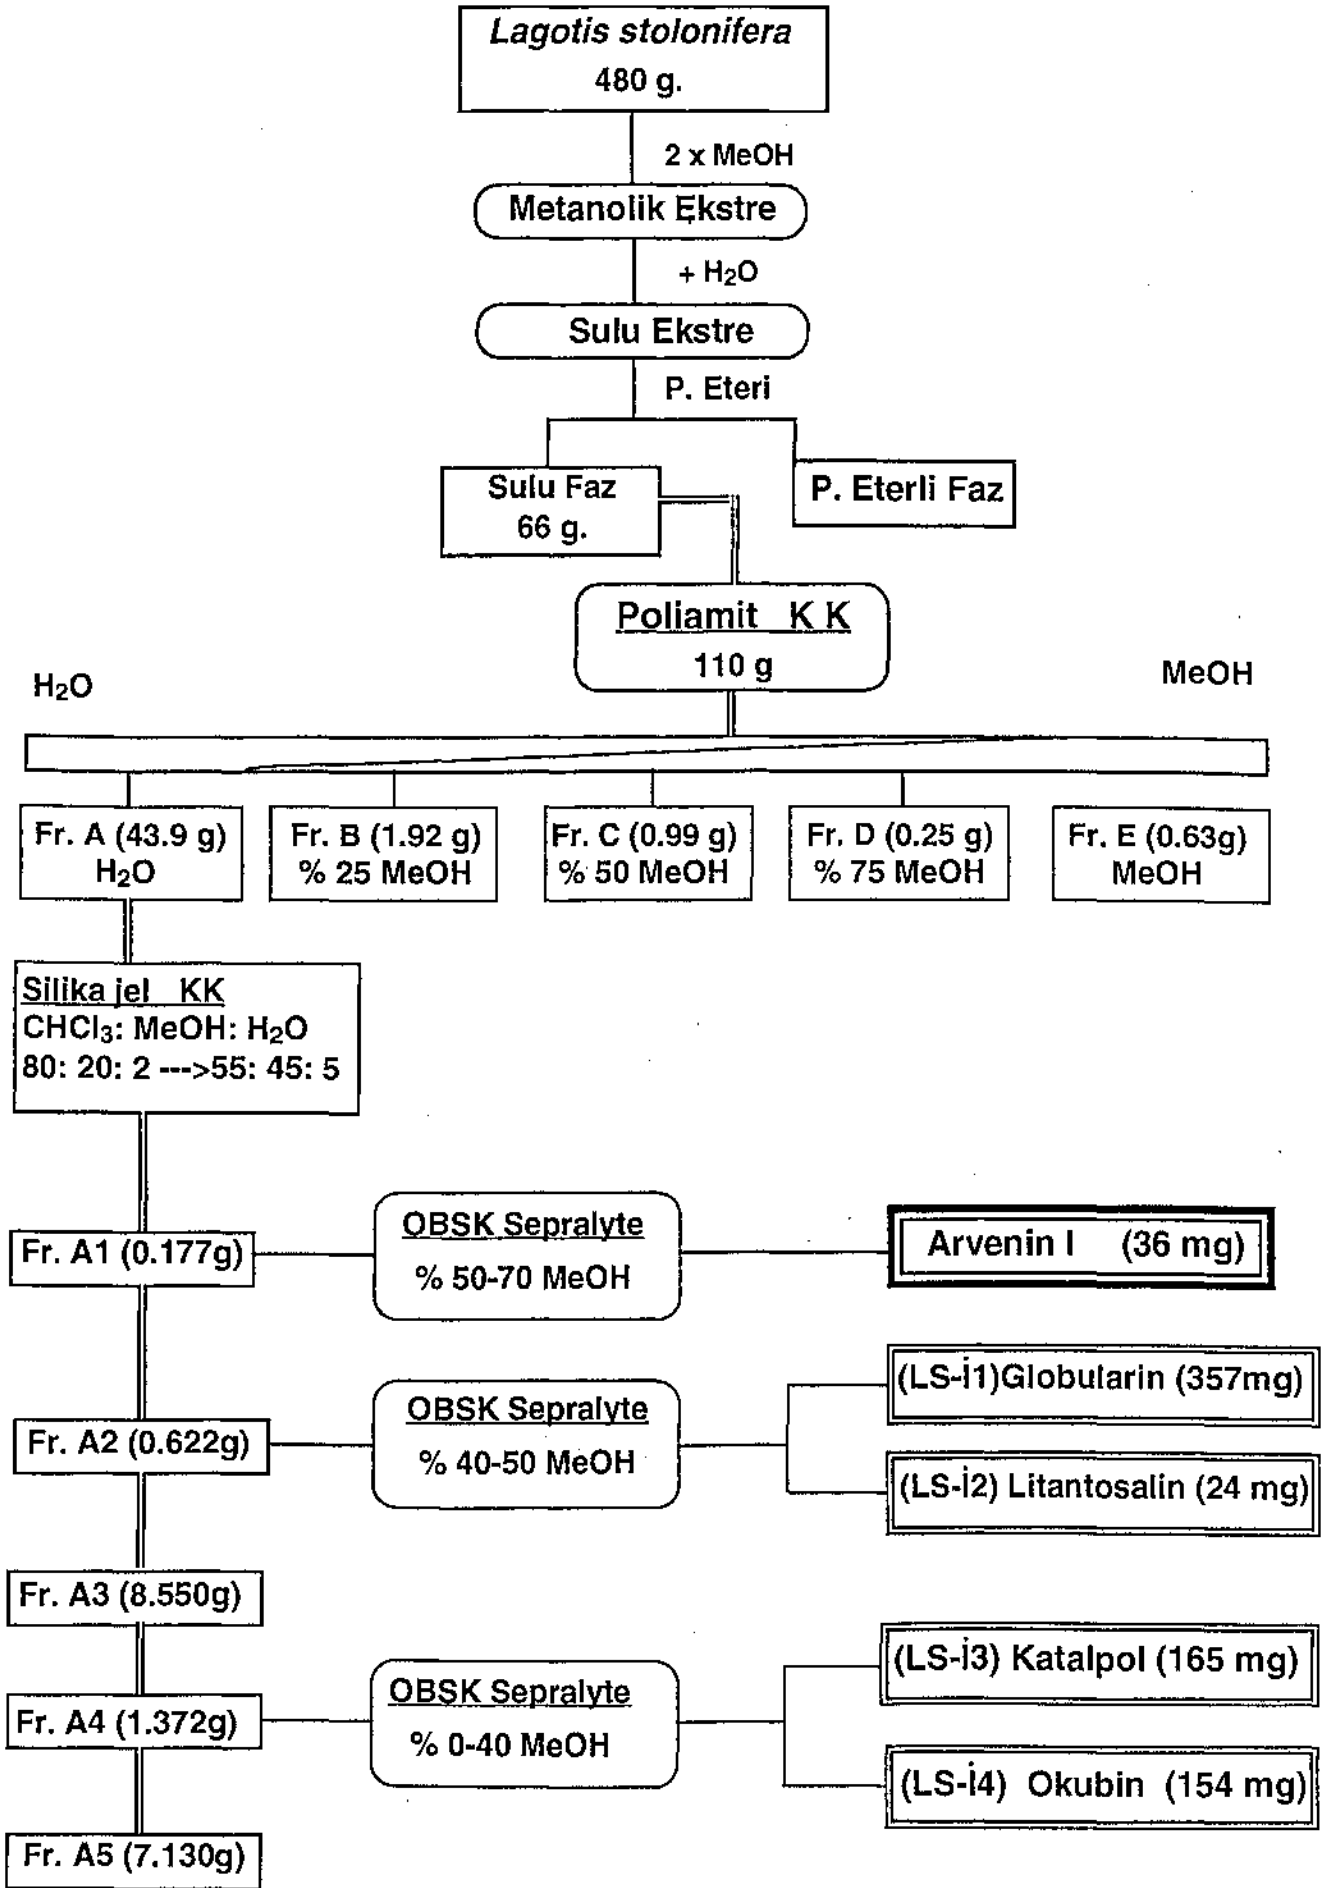 Lagotis stolonifera
480 g.
2 x MeOH
Metanolik Ekstre
+ H₂O
Sulu Ekstre
P. Eteri
Sulu Faz
66 g.
P. Eterli Faz
Poliamit K K
110 g
H₂O
MeOH
Fr. A (43.9 g)
H₂O
Fr. B (1.92 g)
% 25 MeOH
Fr. C (0.99 g)
% 50 MeOH
Fr. D (0.25 g)
% 75 MeOH
Fr. E (0.63g)
MeOH
Silika jel KK
CHCl₃: MeOH: H₂O
80: 20: 2 --->55: 45: 5
Fr. A1 (0.177g)
OBSK Sepralyte
% 50-70 MeOH
Arvenin I (36 mg)
Fr. A2 (0.622g)
OBSK Sepralyte
% 40-50 MeOH
(LS-İ1)Globularin (357mg)
(LS-İ2) Litantosalin (24 mg)
Fr. A3 (8.550g)
Fr. A4 (1.372g)
OBSK Sepralyte
% 0-40 MeOH
(LS-İ3) Katalpol (165 mg)
(LS-İ4) Okubin (154 mg)
Fr. A5 (7.130g)